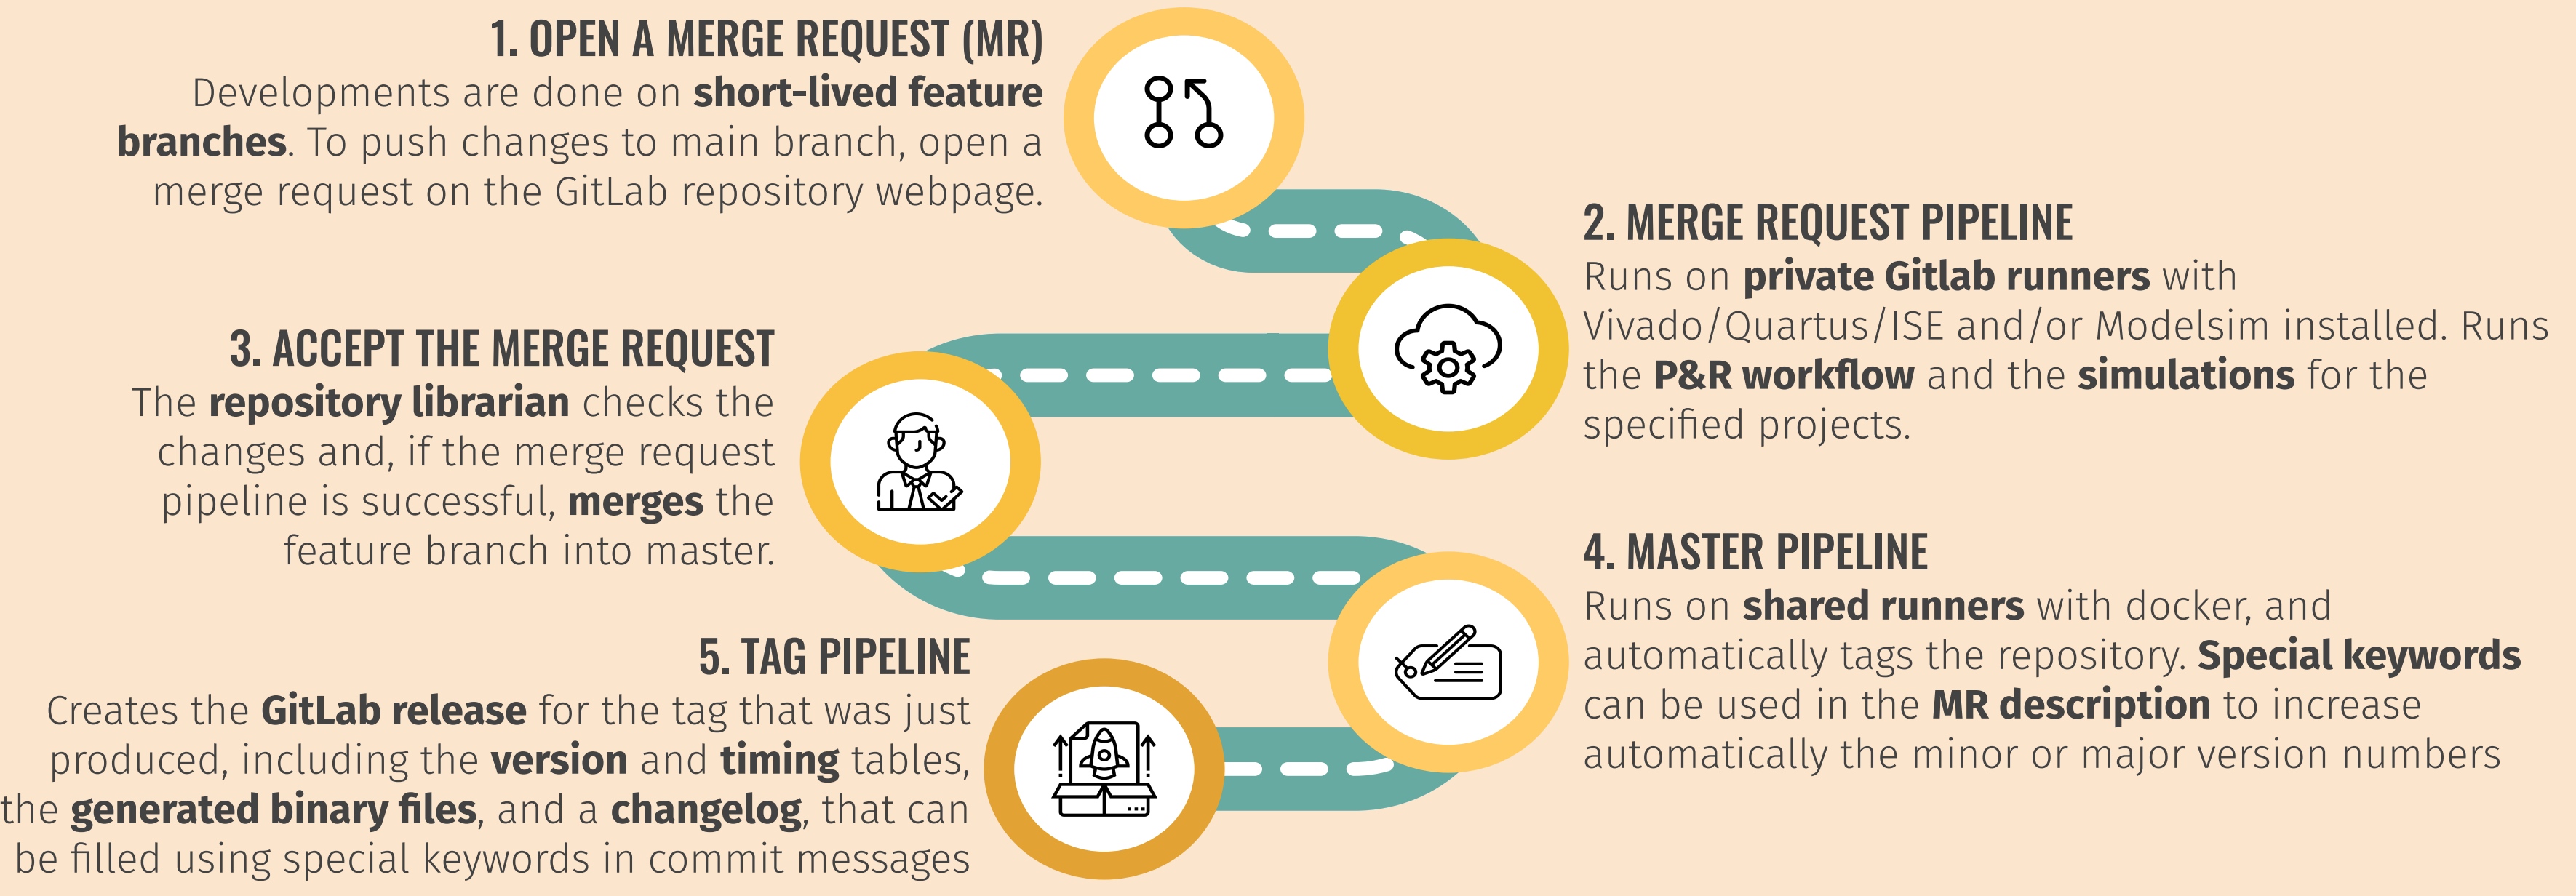 1. OPEN A MERGE REQUEST (MR)
Developments are done on short-lived feature
branches. To push changes to main branch, open a
merge request on the GitLab repository webpage.
2. MERGE REQUEST PIPELINE
Runs on private Gitlab runners with
Vivado/Quartus/ISE and/or Modelsim installed. Runs
the P&R workflow and the simulations for the
specified projects.
3. ACCEPT THE MERGE REQUEST
The repository librarian checks the
changes and, if the merge request
pipeline is successful, merges the
feature branch into master.
4. MASTER PIPELINE
Runs on shared runners with docker, and
automatically tags the repository. Special keywords
can be used in the MR description to increase
automatically the minor or major version numbers
5. TAG PIPELINE
Creates the GitLab release for the tag that was just
produced, including the version and timing tables,
the generated binary files, and a changelog, that can
be filled using special keywords in commit messages